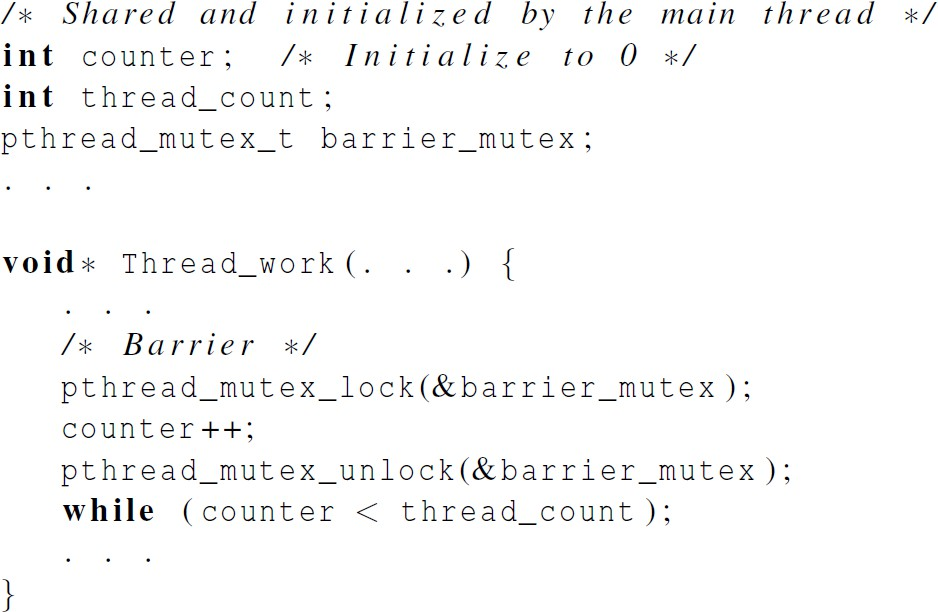 /* Shared and initialized by the main thread */
int counter; /* Initialize to 0 */
int thread_count;
pthread_mutex_t barrier_mutex;
. . .
void* Thread_work(. . .) {
. . .
/* Barrier */
pthread_mutex_lock(&barrier_mutex);
counter++;
pthread_mutex_unlock(&barrier_mutex);
while (counter < thread_count);
. . .
}